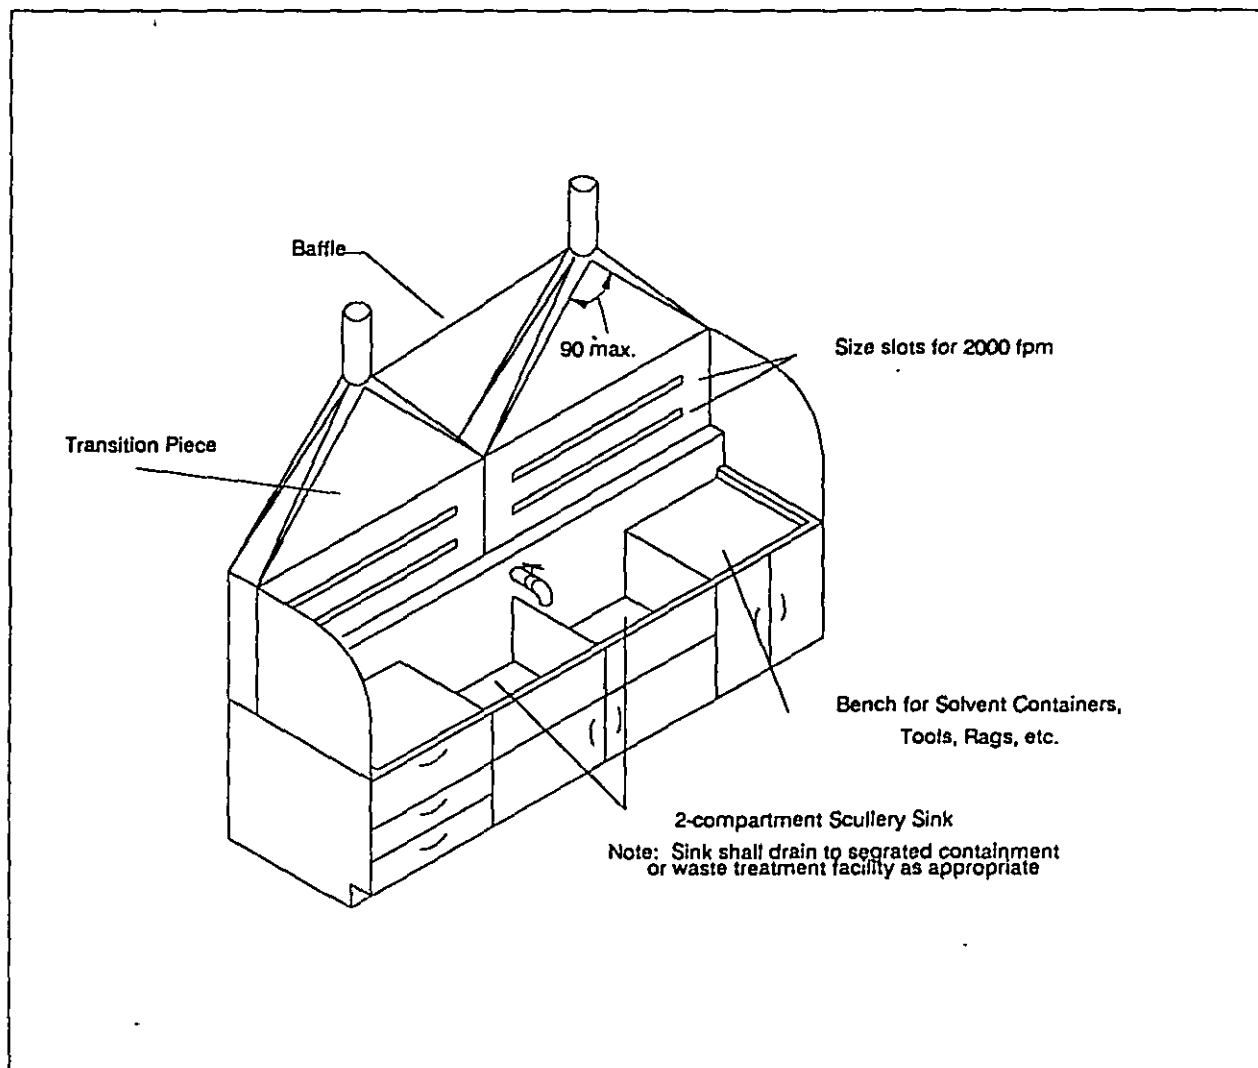 Baffle
90 max.
Size slots for 2000 fpm
Transition Piece
Bench for Solvent Containers,
Tools, Rags, etc.
2-compartment Scullery Sink
Note: Sink shall drain to segrated containment
or waste treatment facility as appropriate